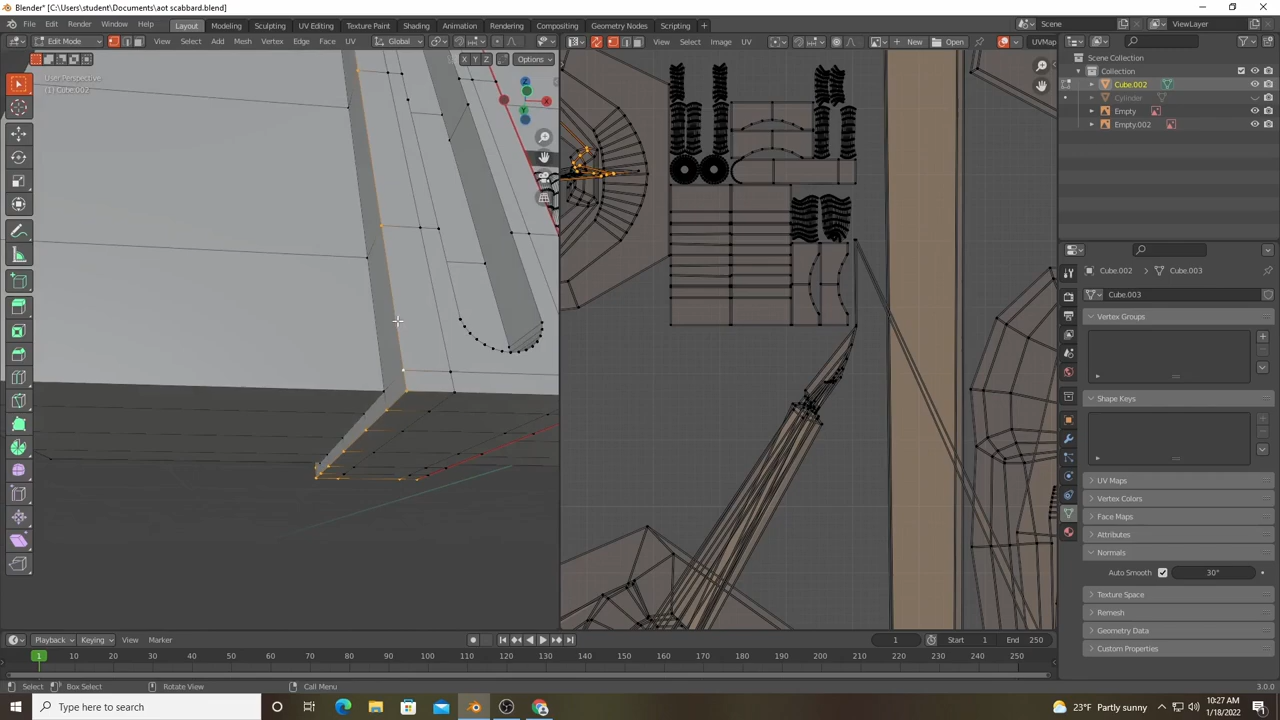 Blender* [C:\Users\student\Documents\aot scabbard.blend]
File Edit Render Window Help Layout Modeling Sculpting UV Editing Texture Paint Shading Animation Rendering Compositing Geometry Nodes Scripting + Scene ViewLayer
Edit Mode View Select Add Mesh Vertex Edge Face UV Global View Select Image UV New Open UVMap
X Y Z Options
User Perspective
(1) Cube.002
Z
X
Y
Scene Collection
Collection
Cube.002
Cylinder
Empty
Empty.002
Cube.002 Cube.003
Cube.003
Vertex Groups
Shape Keys
UV Maps
Vertex Colors
Face Maps
Attributes
Normals
Auto Smooth 30°
Texture Space
Remesh
Geometry Data
Custom Properties
Playback Keying View Marker 1 Start 1 End 250
1 10 20 30 40 50 60 70 80 90 100 110 120 130 140 150 160 170 180 190 200 210 220 230 240 250
Select Box Select Rotate View Call Menu 3.0.0
Type here to search 23°F Partly sunny 10:27 AM
1/18/2022